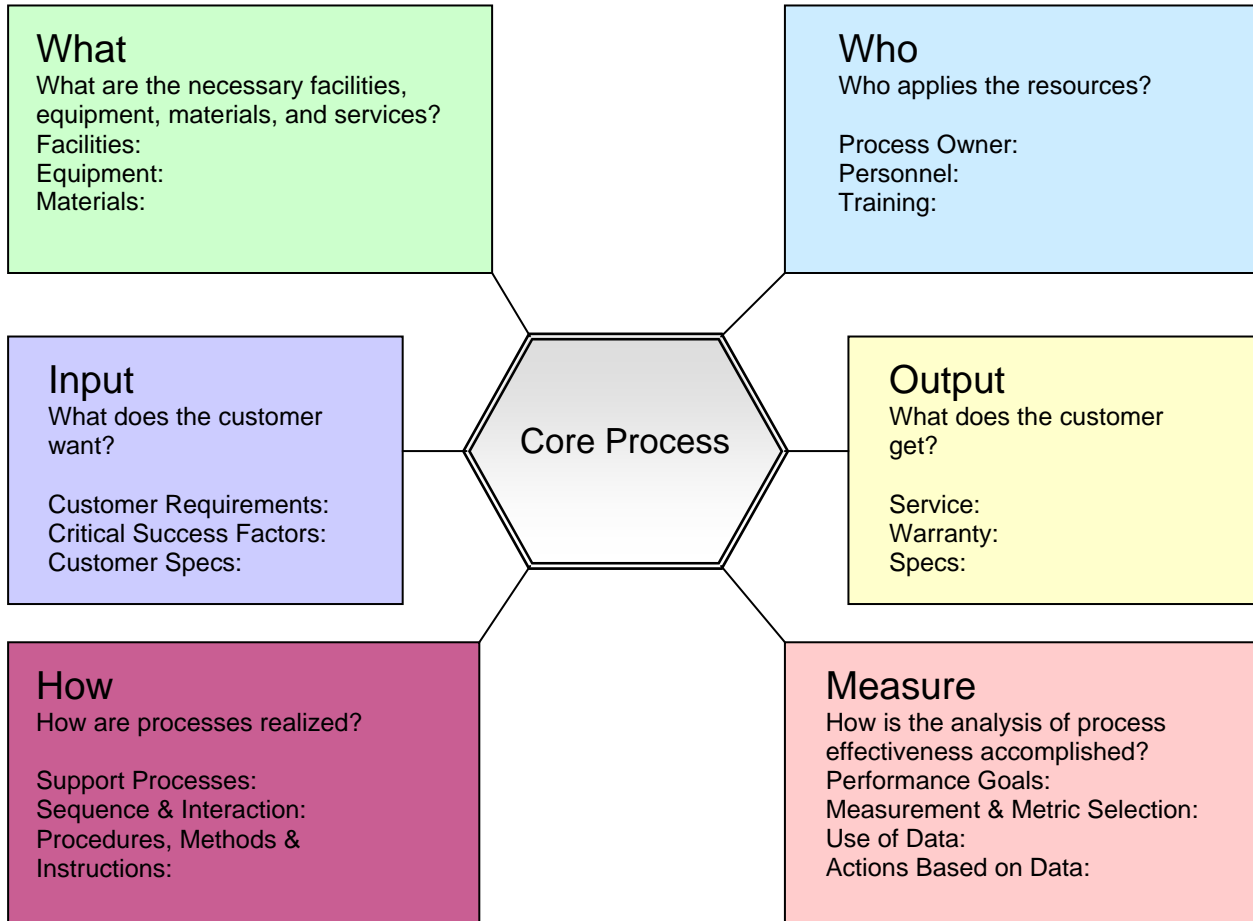 What
What are the necessary facilities,
equipment, materials, and services?
Facilities:
Equipment:
Materials:
Who
Who applies the resources?
Process Owner:
Personnel:
Training:
Input
What does the customer
want?
Customer Requirements:
Critical Success Factors:
Customer Specs:
Core Process
Output
What does the customer
get?
Service:
Warranty:
Specs:
How
How are processes realized?
Support Processes:
Sequence & Interaction:
Procedures, Methods &
Instructions:
Measure
How is the analysis of process
effectiveness accomplished?
Performance Goals:
Measurement & Metric Selection:
Use of Data:
Actions Based on Data: